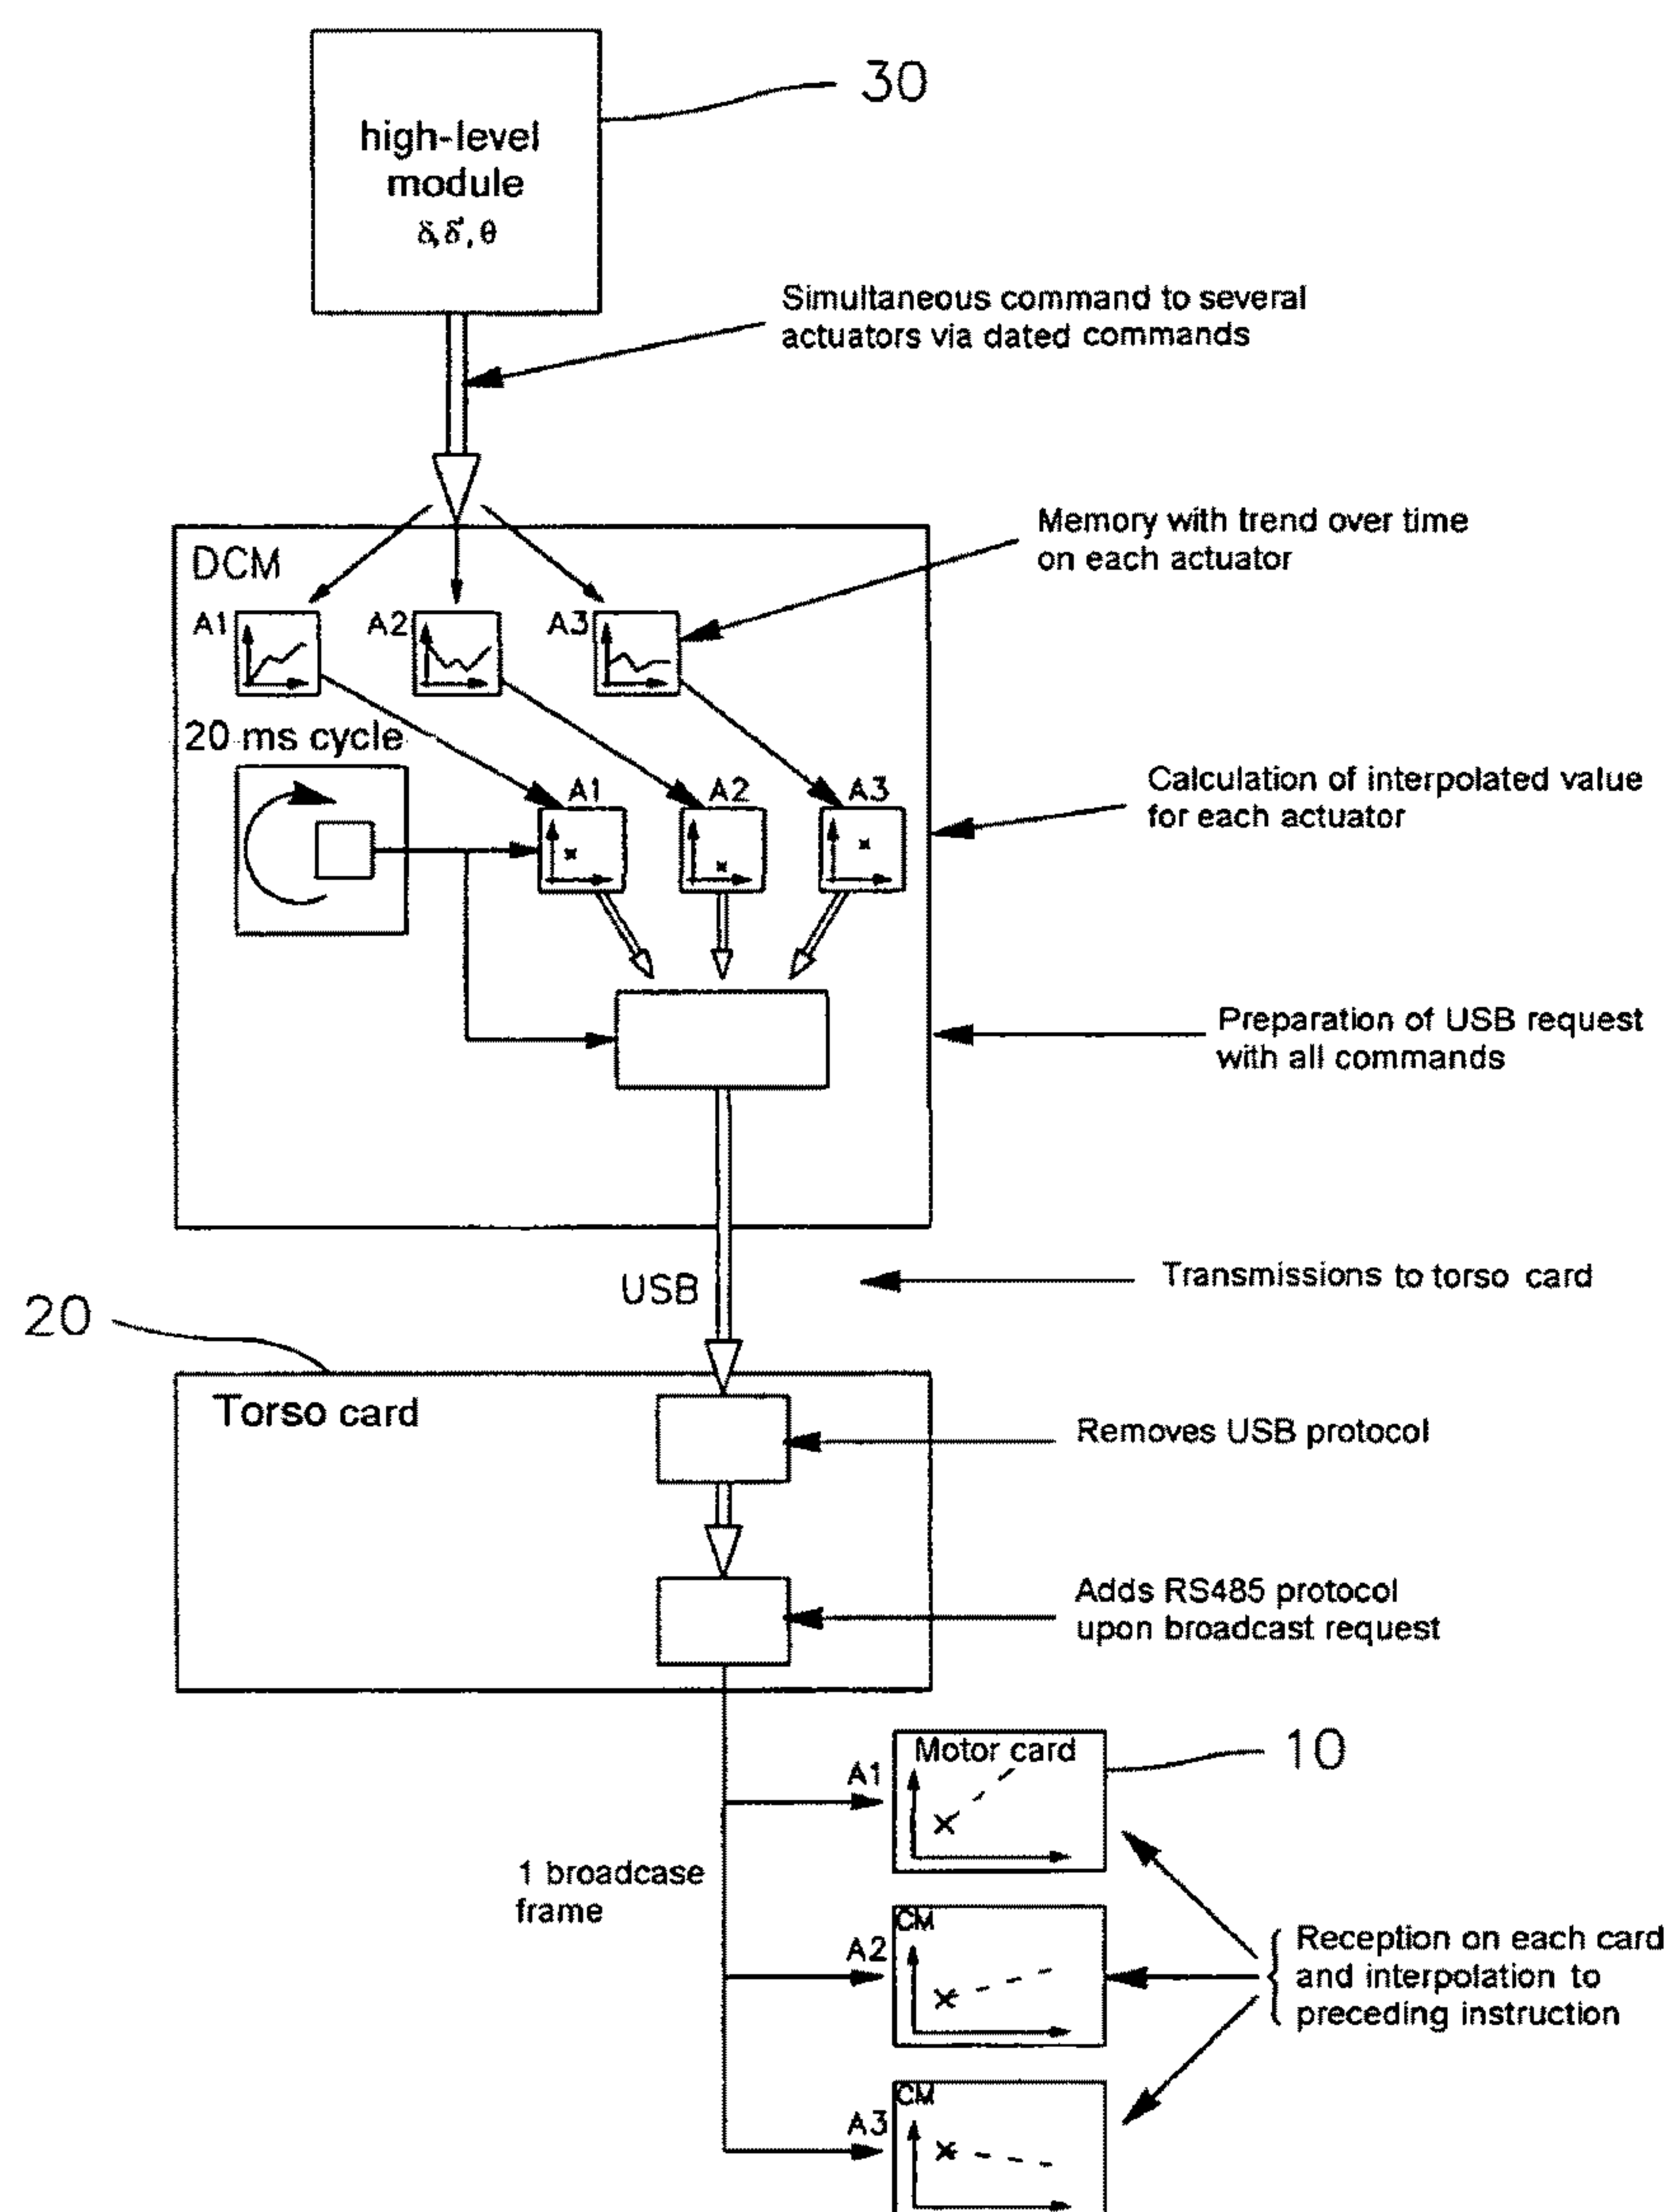 30
high-level
module
δ,δ',θ
Simultaneous command to several
actuators via dated commands
Memory with trend over time
on each actuator
DCM
A1
A2
A3
20 ms cycle
A1
A2
A3
Calculation of interpolated value
for each actuator
Preparation of USB request
with all commands
USB
Transmissions to torso card
20
Torso card
Removes USB protocol
Adds RS485 protocol
upon broadcast request
Motor card
10
A1
1 broadcase
frame
CM
A2
Reception on each card
and interpolation to
preceding instruction
CM
A3